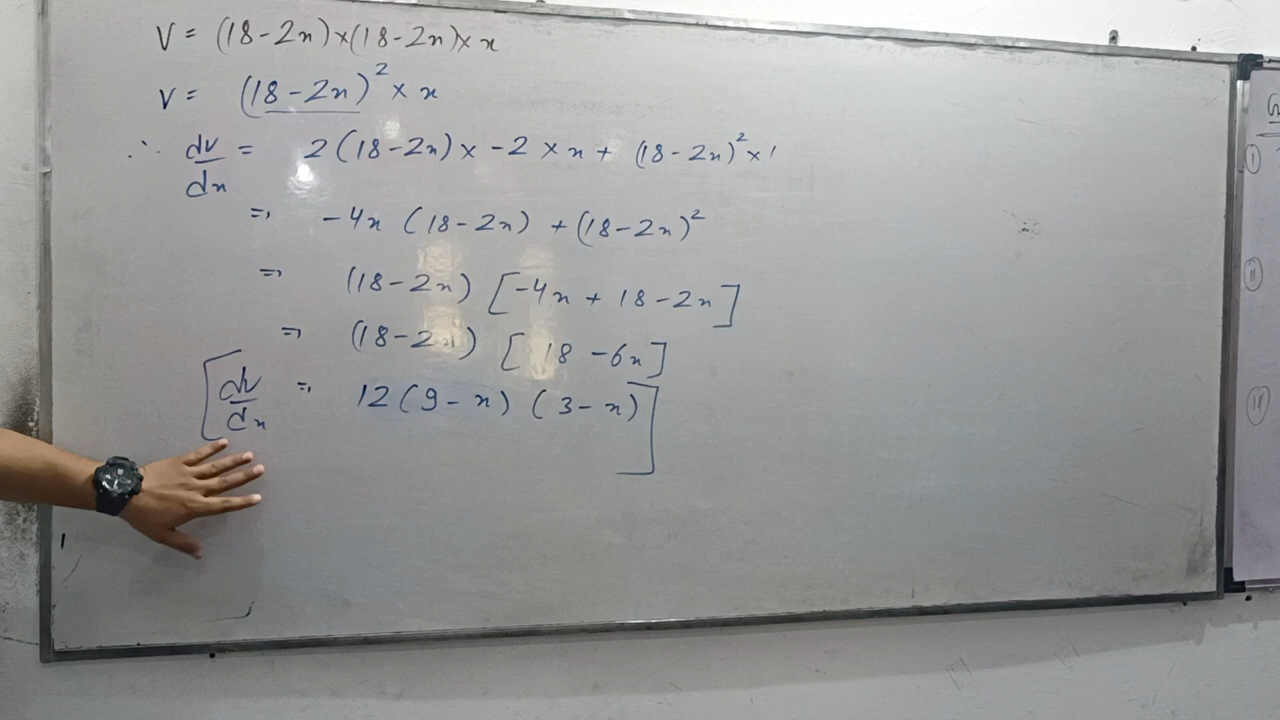 V = (18-2x)×(18-2x)×x
V = (18-2x)²×x
∴ dv/dx = 2(18-2x)×-2×x+(18-2x)²×1
⇒ -4x(18-2x)+(18-2x)²
⇒ (18-2x)[-4x+18-2x]
⇒ (18-2x)[18-6x]
[dv/dx = 12(9-x)(3-x)]